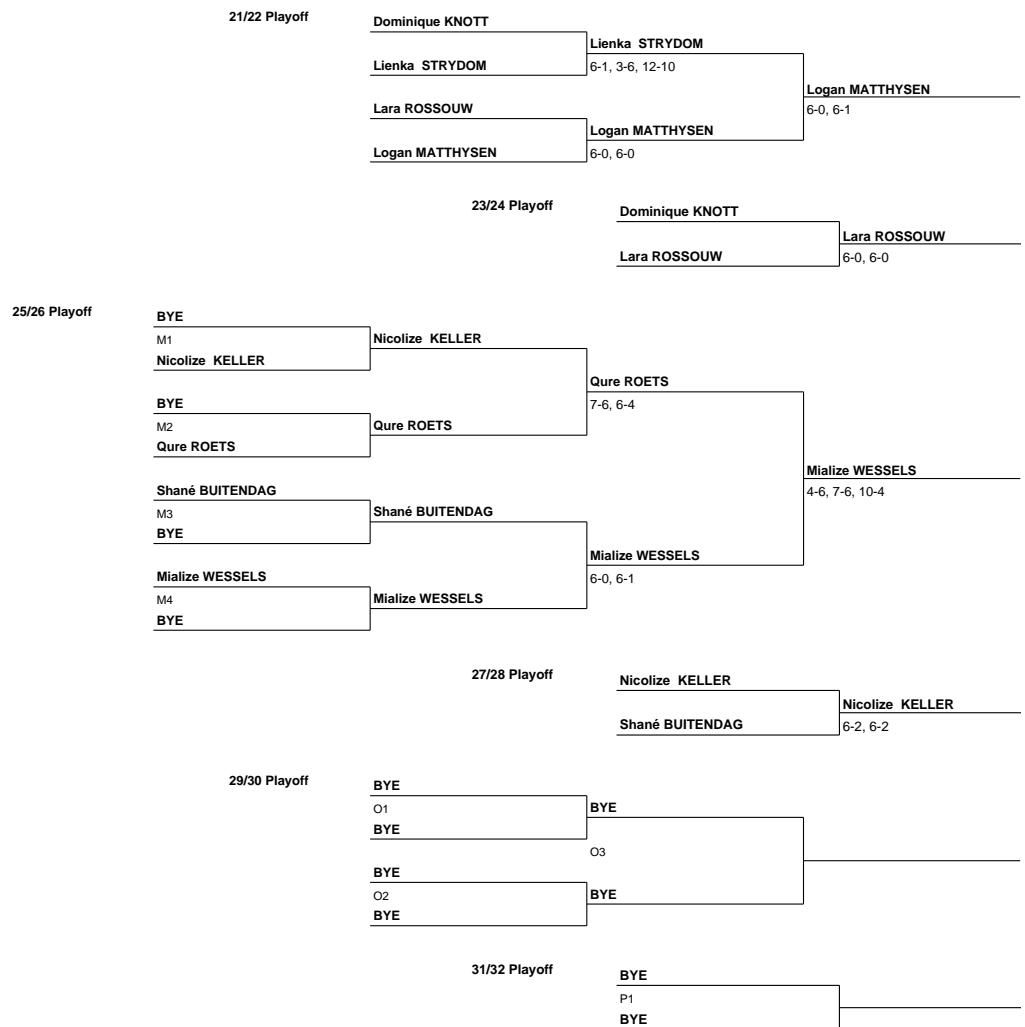 21/22 Playoff
Dominique KNOTT
Lienka STRYDOM
Lienka STRYDOM
6-1, 3-6, 12-10
Logan MATTHYSEN
Lara ROSSOUW
6-0, 6-1
Logan MATTHYSEN
Logan MATTHYSEN
6-0, 6-0
23/24 Playoff
Dominique KNOTT
Lara ROSSOUW
Lara ROSSOUW
6-0, 6-0
25/26 Playoff
BYE
M1
Nicolize KELLER
Nicolize KELLER
Qure ROETS
BYE
7-6, 6-4
M2
Qure ROETS
Qure ROETS
Mialize WESSELS
Shané BUITENDAG
4-6, 7-6, 10-4
M3
Shané BUITENDAG
BYE
Mialize WESSELS
Mialize WESSELS
6-0, 6-1
M4
Mialize WESSELS
BYE
27/28 Playoff
Nicolize KELLER
Nicolize KELLER
Shané BUITENDAG
6-2, 6-2
29/30 Playoff
BYE
O1
BYE
BYE
O3
BYE
O2
BYE
BYE
31/32 Playoff
BYE
P1
BYE